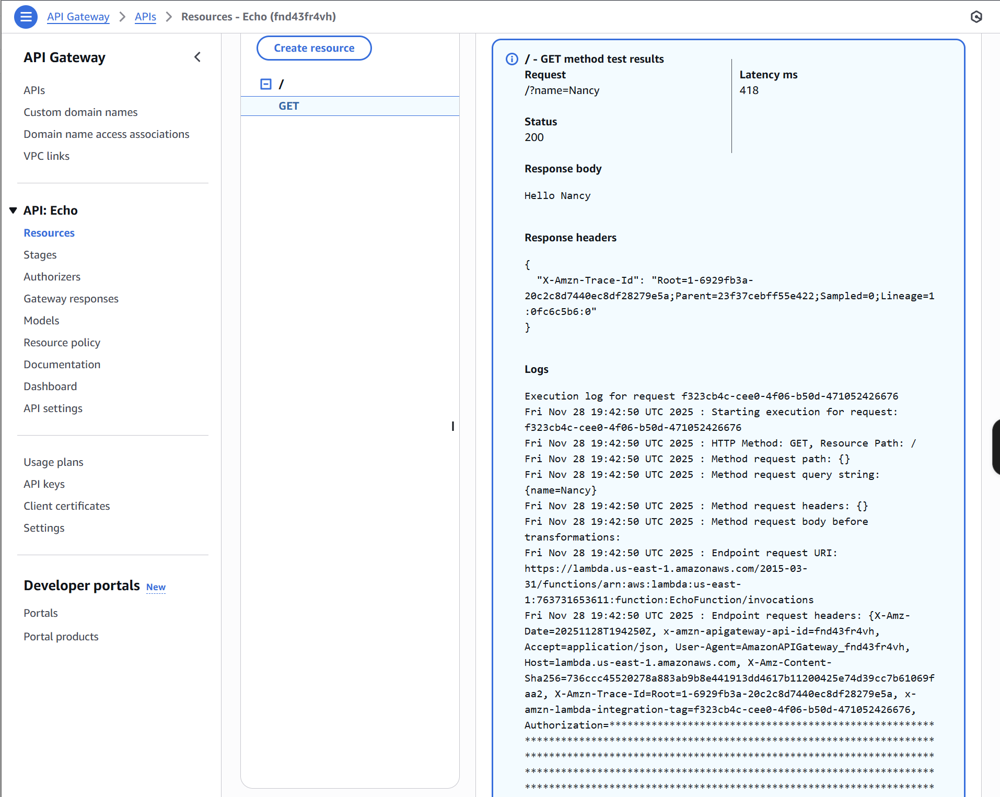 API Gateway > APIs > Resources - Echo (fnd43fr4vh)
API Gateway
APIs
Custom domain names
Domain name access associations
VPC links
API: Echo
Resources
Stages
Authorizers
Gateway responses
Models
Resource policy
Documentation
Dashboard
API settings
Usage plans
API keys
Client certificates
Settings
Developer portals New
Portals
Portal products
Create resource
/
GET
/ - GET method test results
Request
/?name=Nancy
Latency ms
418
Status
200
Response body
Hello Nancy
Response headers
{
"X-Amzn-Trace-Id": "Root=1-6929fb3a-
20c2c8d7440ec8df28279e5a;Parent=23f37cebff55e422;Sampled=0;Lineage=1
:0fc6c5b6:0"
}
Logs
Execution log for request f323cb4c-cee0-4f06-b50d-471052426676
Fri Nov 28 19:42:50 UTC 2025 : Starting execution for request:
f323cb4c-cee0-4f06-b50d-471052426676
Fri Nov 28 19:42:50 UTC 2025 : HTTP Method: GET, Resource Path: /
Fri Nov 28 19:42:50 UTC 2025 : Method request path: {}
Fri Nov 28 19:42:50 UTC 2025 : Method request query string:
{name=Nancy}
Fri Nov 28 19:42:50 UTC 2025 : Method request headers: {}
Fri Nov 28 19:42:50 UTC 2025 : Method request body before
transformations:
Fri Nov 28 19:42:50 UTC 2025 : Endpoint request URI:
https://lambda.us-east-1.amazonaws.com/2015-03-
31/functions/arn:aws:lambda:us-east-
1:763731653611:function:EchoFunction/invocations
Fri Nov 28 19:42:50 UTC 2025 : Endpoint request headers: {X-Amz-
Date=20251128T194250Z, x-amzn-apigateway-api-id=fnd43fr4vh,
Accept=application/json, User-Agent=AmazonAPIGateway_fnd43fr4vh,
Host=lambda.us-east-1.amazonaws.com, X-Amz-Content-
Sha256=736ccc45520278a883ab9b8e441913dd4617b11200425e74d39cc7b61069f
aa2, X-Amzn-Trace-Id=Root=1-6929fb3a-20c2c8d7440ec8df28279e5a, x-
amzn-lambda-integration-tag=f323cb4c-cee0-4f06-b50d-471052426676,
Authorization=******************************************************
********************************************************************
********************************************************************
********************************************************************
********************************************************************